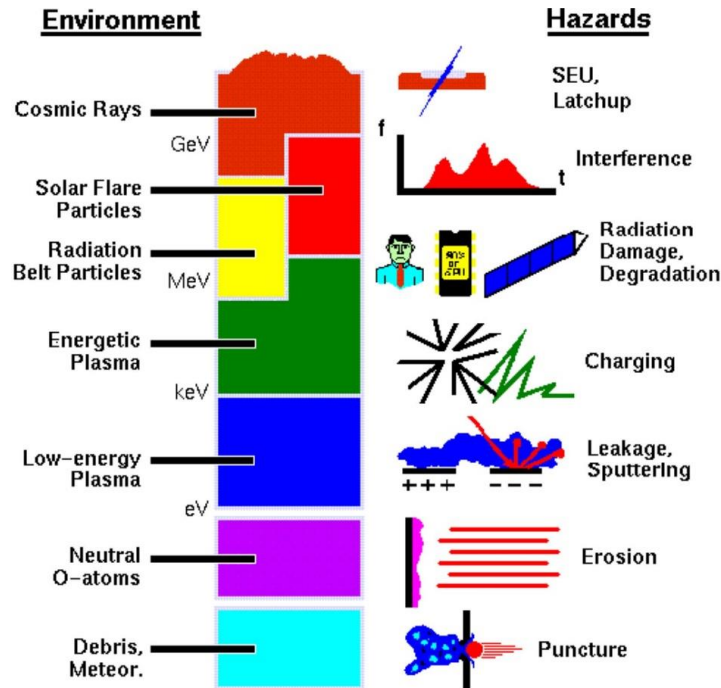 Environment
Hazards
Cosmic Rays
GeV
SEU,
Latchup
f
t
Interference
Solar Flare
Particles
Radiation
Belt Particles
MeV
Radiation
Damage,
Degradation
Energetic
Plasma
keV
Charging
Low-energy
Plasma
eV
Leakage,
Sputtering
+++
---
Neutral
O-atoms
Erosion
Debris,
Meteor.
Puncture